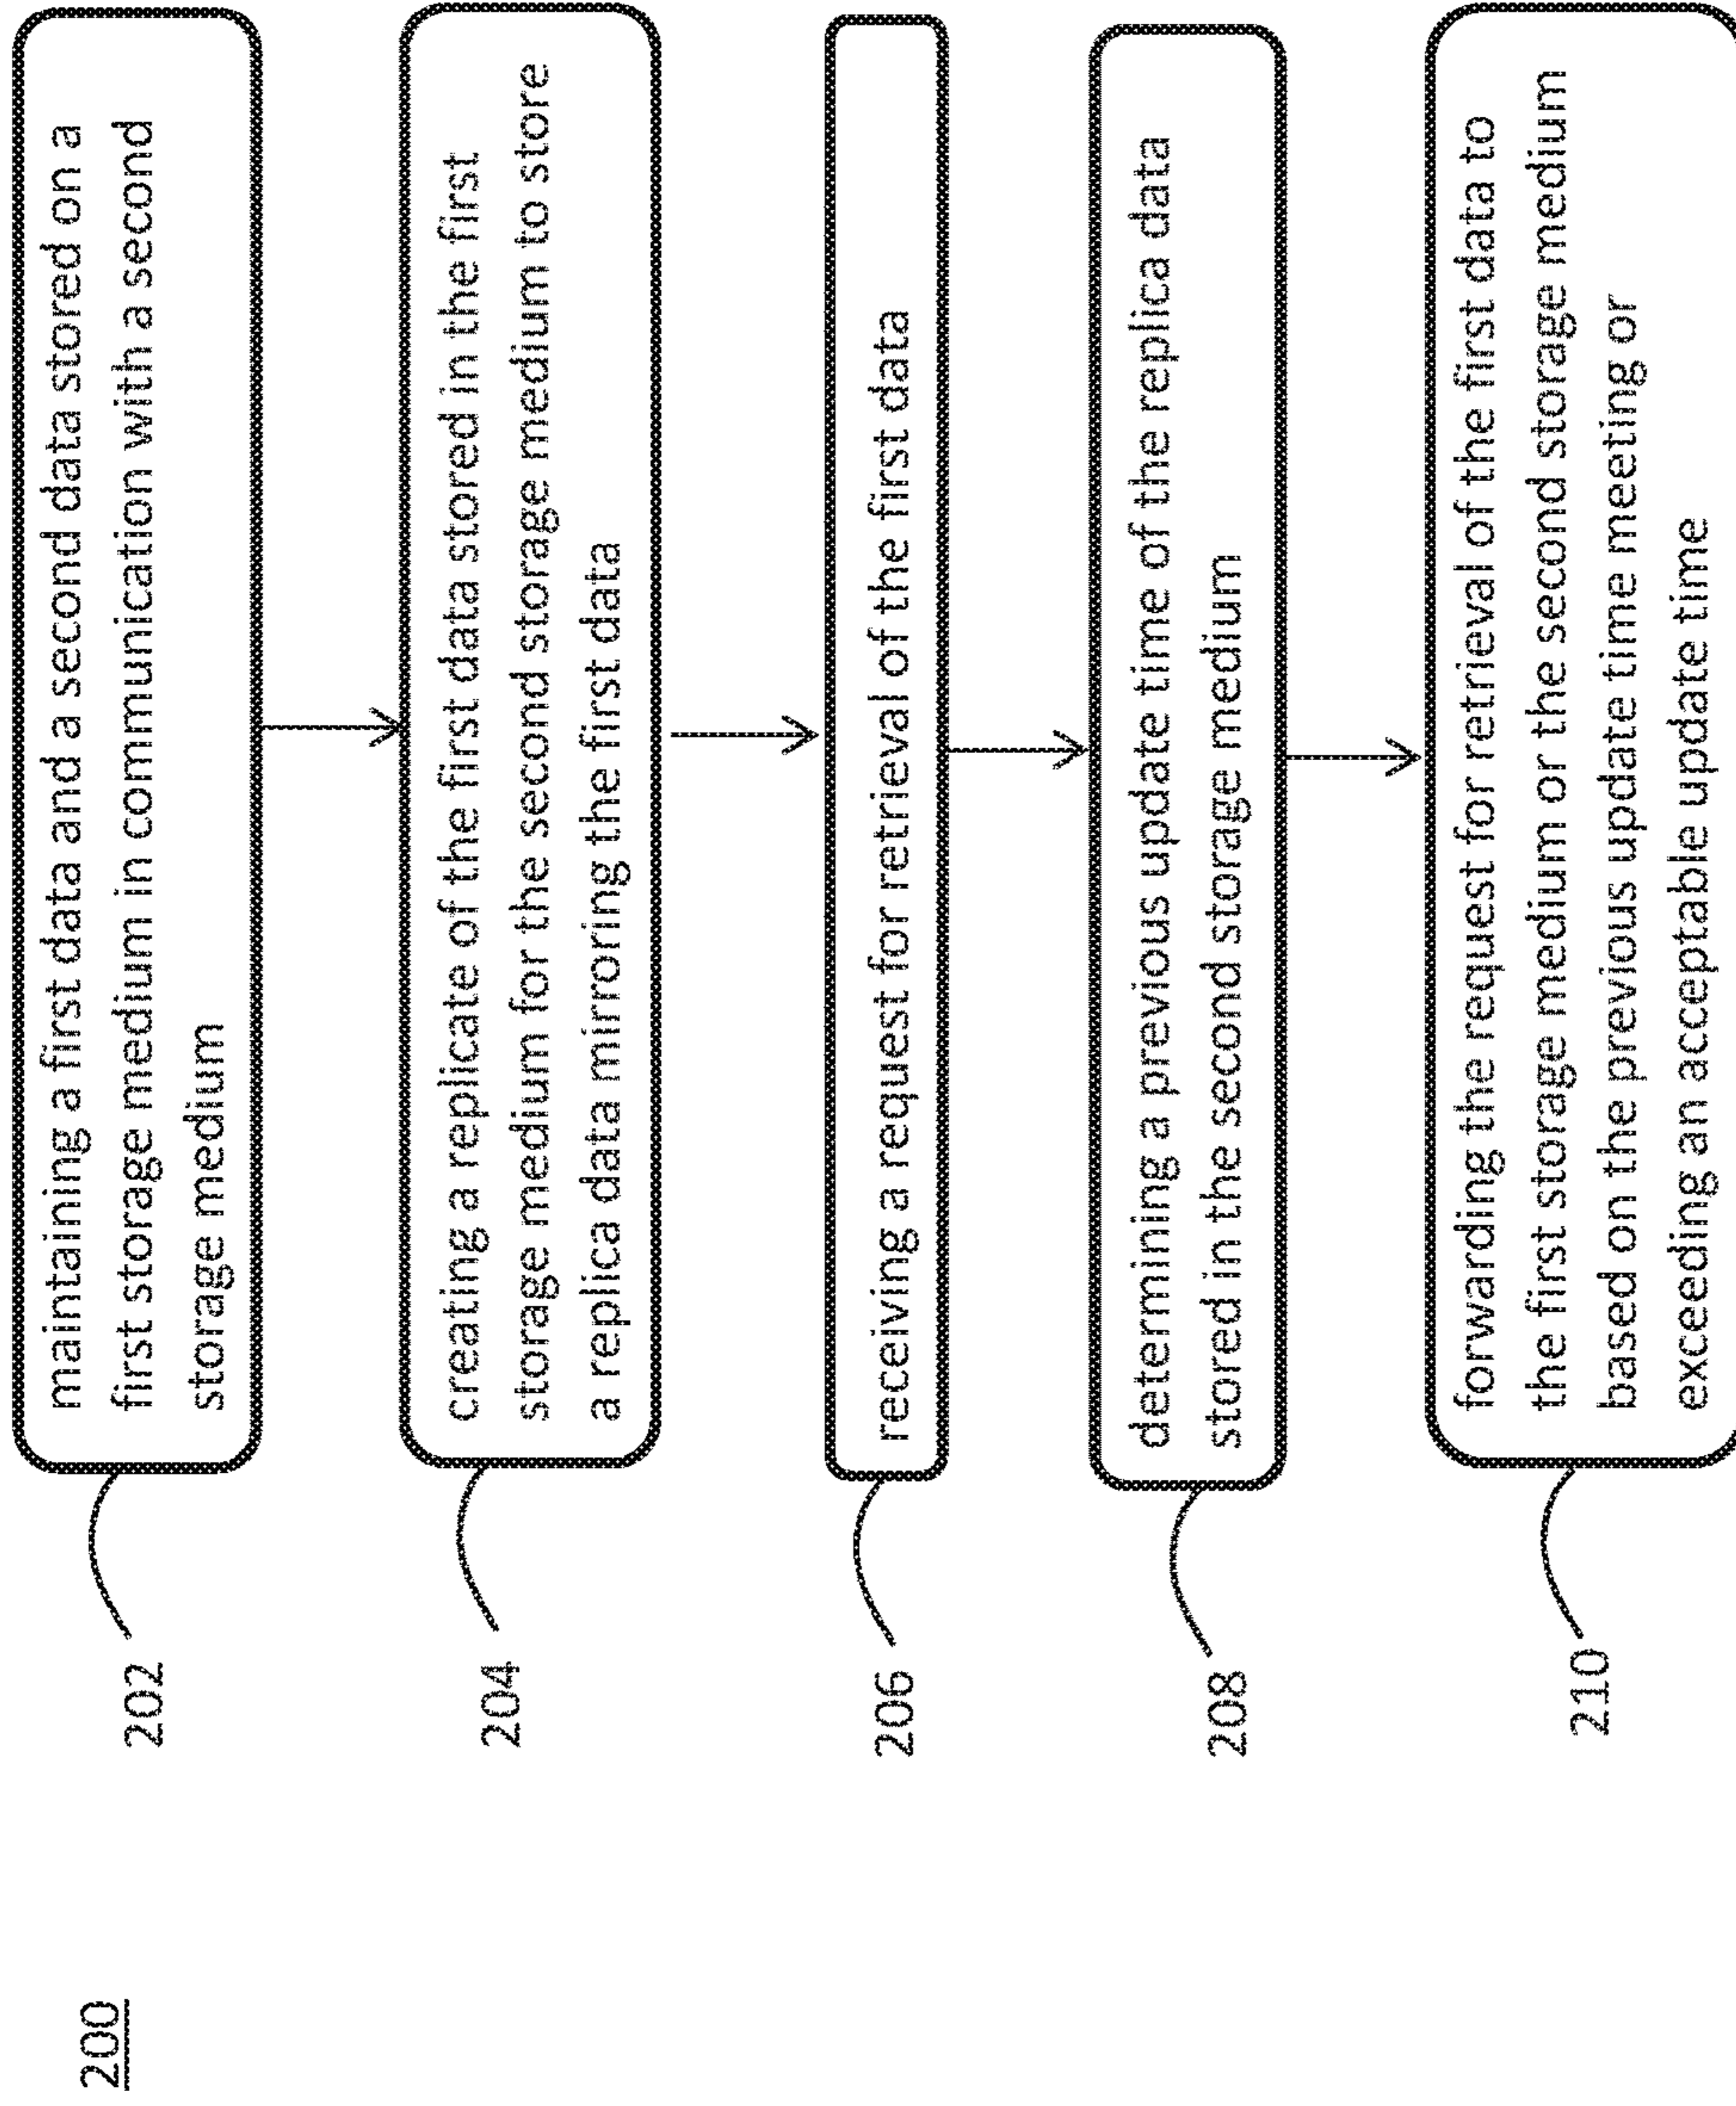 200
202
maintaining a first data and a second data stored on a
first storage medium in communication with a second
storage medium
204
creating a replicate of the first data stored in the first
storage medium for the second storage medium to store
a replica data mirroring the first data
206
receiving a request for retrieval of the first data
208
determining a previous update time of the replica data
stored in the second storage medium
210
forwarding the request for retrieval of the first data to
the first storage medium or the second storage medium
based on the previous update time meeting or
exceeding an acceptable update time